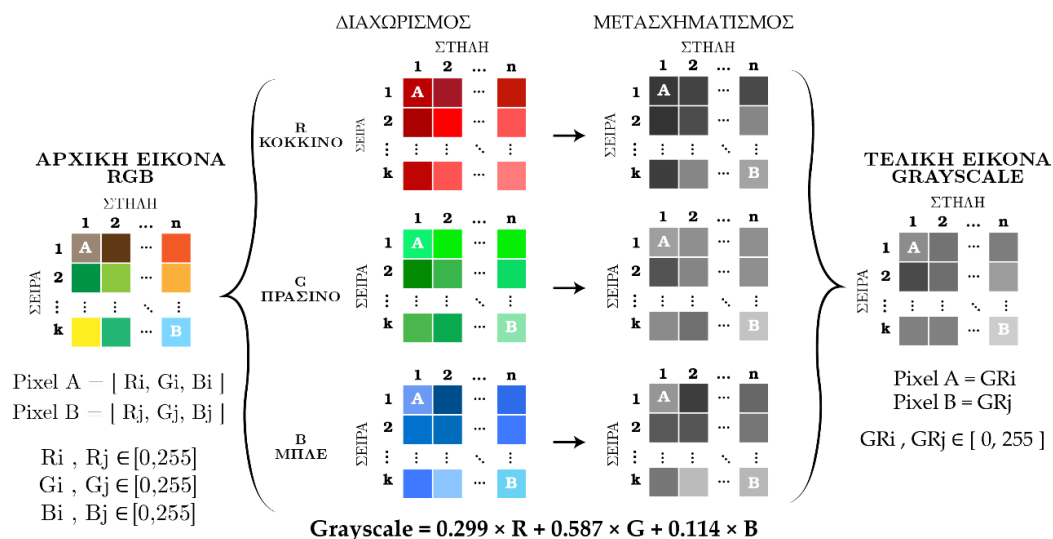 ΔΙΑΧΩΡΙΣΜΟΣ
ΜΕΤΑΣΧΗΜΑΤΙΣΜΟΣ
ΑΡΧΙΚΗ ΕΙΚΟΝΑ
RGB
ΣΤΗΛΗ
1 2 ... n
ΣΕΙΡΑ
1 A ...
2 ...
⋮ ⋮ ⋮ ⋱ ⋮
k ... B
Pixel A = [ Ri, Gi, Bi ]
Pixel B = [ Rj, Gj, Bj ]
Ri , Rj ∈ [0,255]
Gi , Gj ∈ [0,255]
Bi , Bj ∈ [0,255]
R
ΚΟΚΚΙΝΟ
ΣΤΗΛΗ
1 2 ... n
ΣΕΙΡΑ
1 A ...
2 ...
⋮ ⋮ ⋮ ⋱ ⋮
k ...
→
ΣΤΗΛΗ
1 2 ... n
ΣΕΙΡΑ
1 A ...
2 ...
⋮ ⋮ ⋮ ⋱ ⋮
k ... B
G
ΠΡΑΣΙΝΟ
1 2 ... n
ΣΕΙΡΑ
1 A ...
2 ...
⋮ ⋮ ⋮ ⋱ ⋮
k ... B
→
1 2 ... n
ΣΕΙΡΑ
1 A ...
2 ...
⋮ ⋮ ⋮ ⋱ ⋮
k ... B
B
ΜΠΛΕ
1 2 ... n
ΣΕΙΡΑ
1 A ...
2 ...
⋮ ⋮ ⋮ ⋱ ⋮
k ... B
→
1 2 ... n
ΣΕΙΡΑ
1 A ...
2 ...
⋮ ⋮ ⋮ ⋱ ⋮
k ... B
ΤΕΛΙΚΗ ΕΙΚΟΝΑ
GRAYSCALE
ΣΤΗΛΗ
1 2 ... n
ΣΕΙΡΑ
1 A ...
2 ...
⋮ ⋮ ⋮ ⋱ ⋮
k ... B
Pixel A = GRi
Pixel B = GRj
GRi , GRj ∈ [ 0, 255 ]
Grayscale = 0.299 × R + 0.587 × G + 0.114 × B